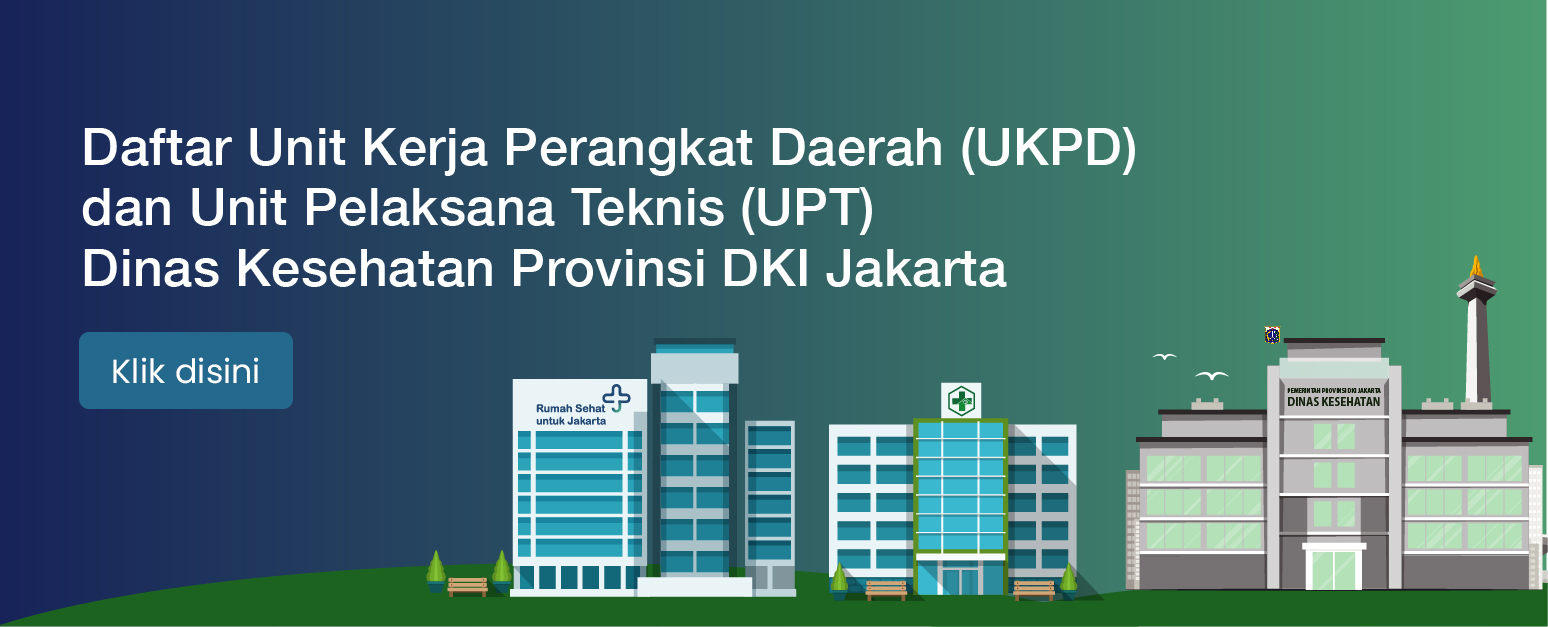 Daftar Unit Kerja Perangkat Daerah (UKPD)
dan Unit Pelaksana Teknis (UPT)
Dinas Kesehatan Provinsi DKI Jakarta
Klik disini
Rumah Sehat
untuk Jakarta
PEMERINTAH PROVINSI DKI JAKARTA
DINAS KESEHATAN